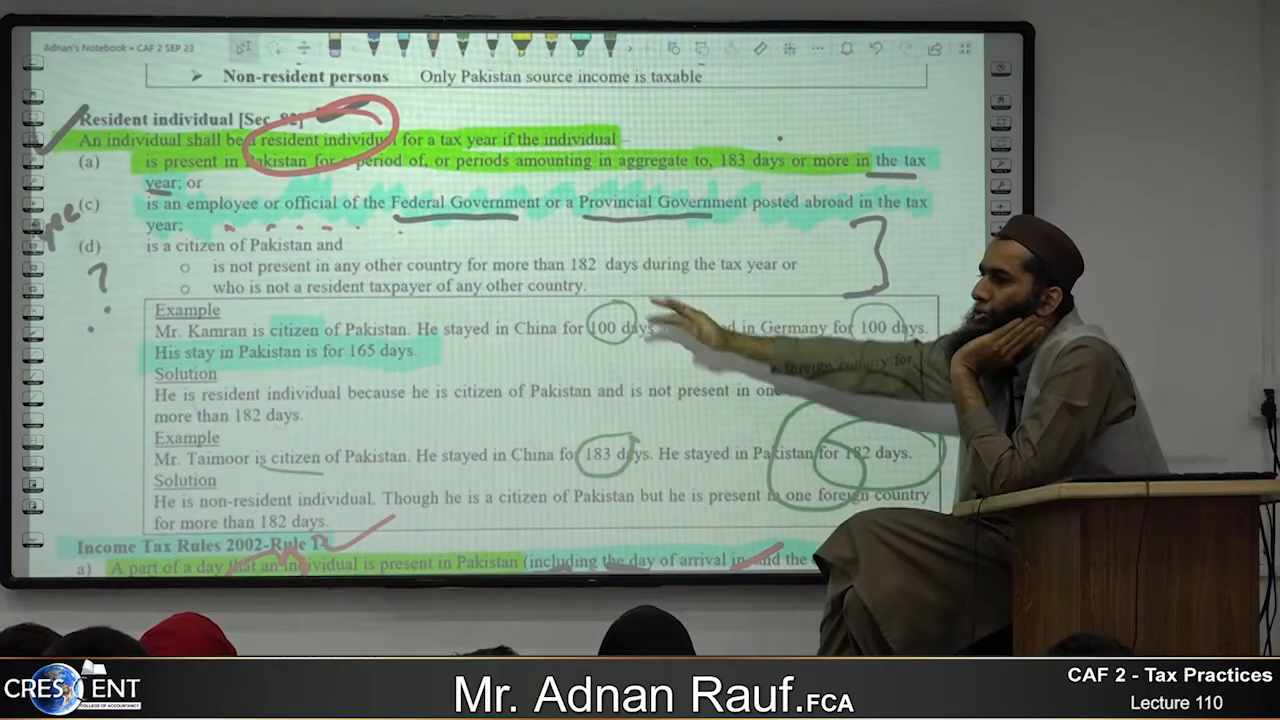 Adnan's Notebook » CAF 2 SEP 23
➤ Non-resident persons Only Pakistan source income is taxable
Resident individual [Sec. 82]
An individual shall be a resident individual for a tax year if the individual
(a) is present in Pakistan for a period of, or periods amounting in aggregate to, 183 days or more in the tax
year; or
(c) is an employee or official of the Federal Government or a Provincial Government posted abroad in the tax
year;
(d) is a citizen of Pakistan and
?
o is not present in any other country for more than 182 days during the tax year or
o who is not a resident taxpayer of any other country.
Example
Mr. Kamran is citizen of Pakistan. He stayed in China for 100 days in Germany for 100 days.
His stay in Pakistan is for 165 days.
Solution
He is resident individual because he is citizen of Pakistan and is not present in one foreign country for
more than 182 days.
Example
Mr. Taimoor is citizen of Pakistan. He stayed in China for 183 days. He stayed in Pakistan for 182 days.
Solution
He is non-resident individual. Though he is a citizen of Pakistan but he is present in one foreign country
for more than 182 days.
Income Tax Rules 2002-Rule
a) A part of a day that an individual is present in Pakistan (including the day of arrival in and the
CRESCENT
COLLEGE OF ACCOUNTANCY
Mr. Adnan Rauf.FCA
CAF 2 - Tax Practices
Lecture 110